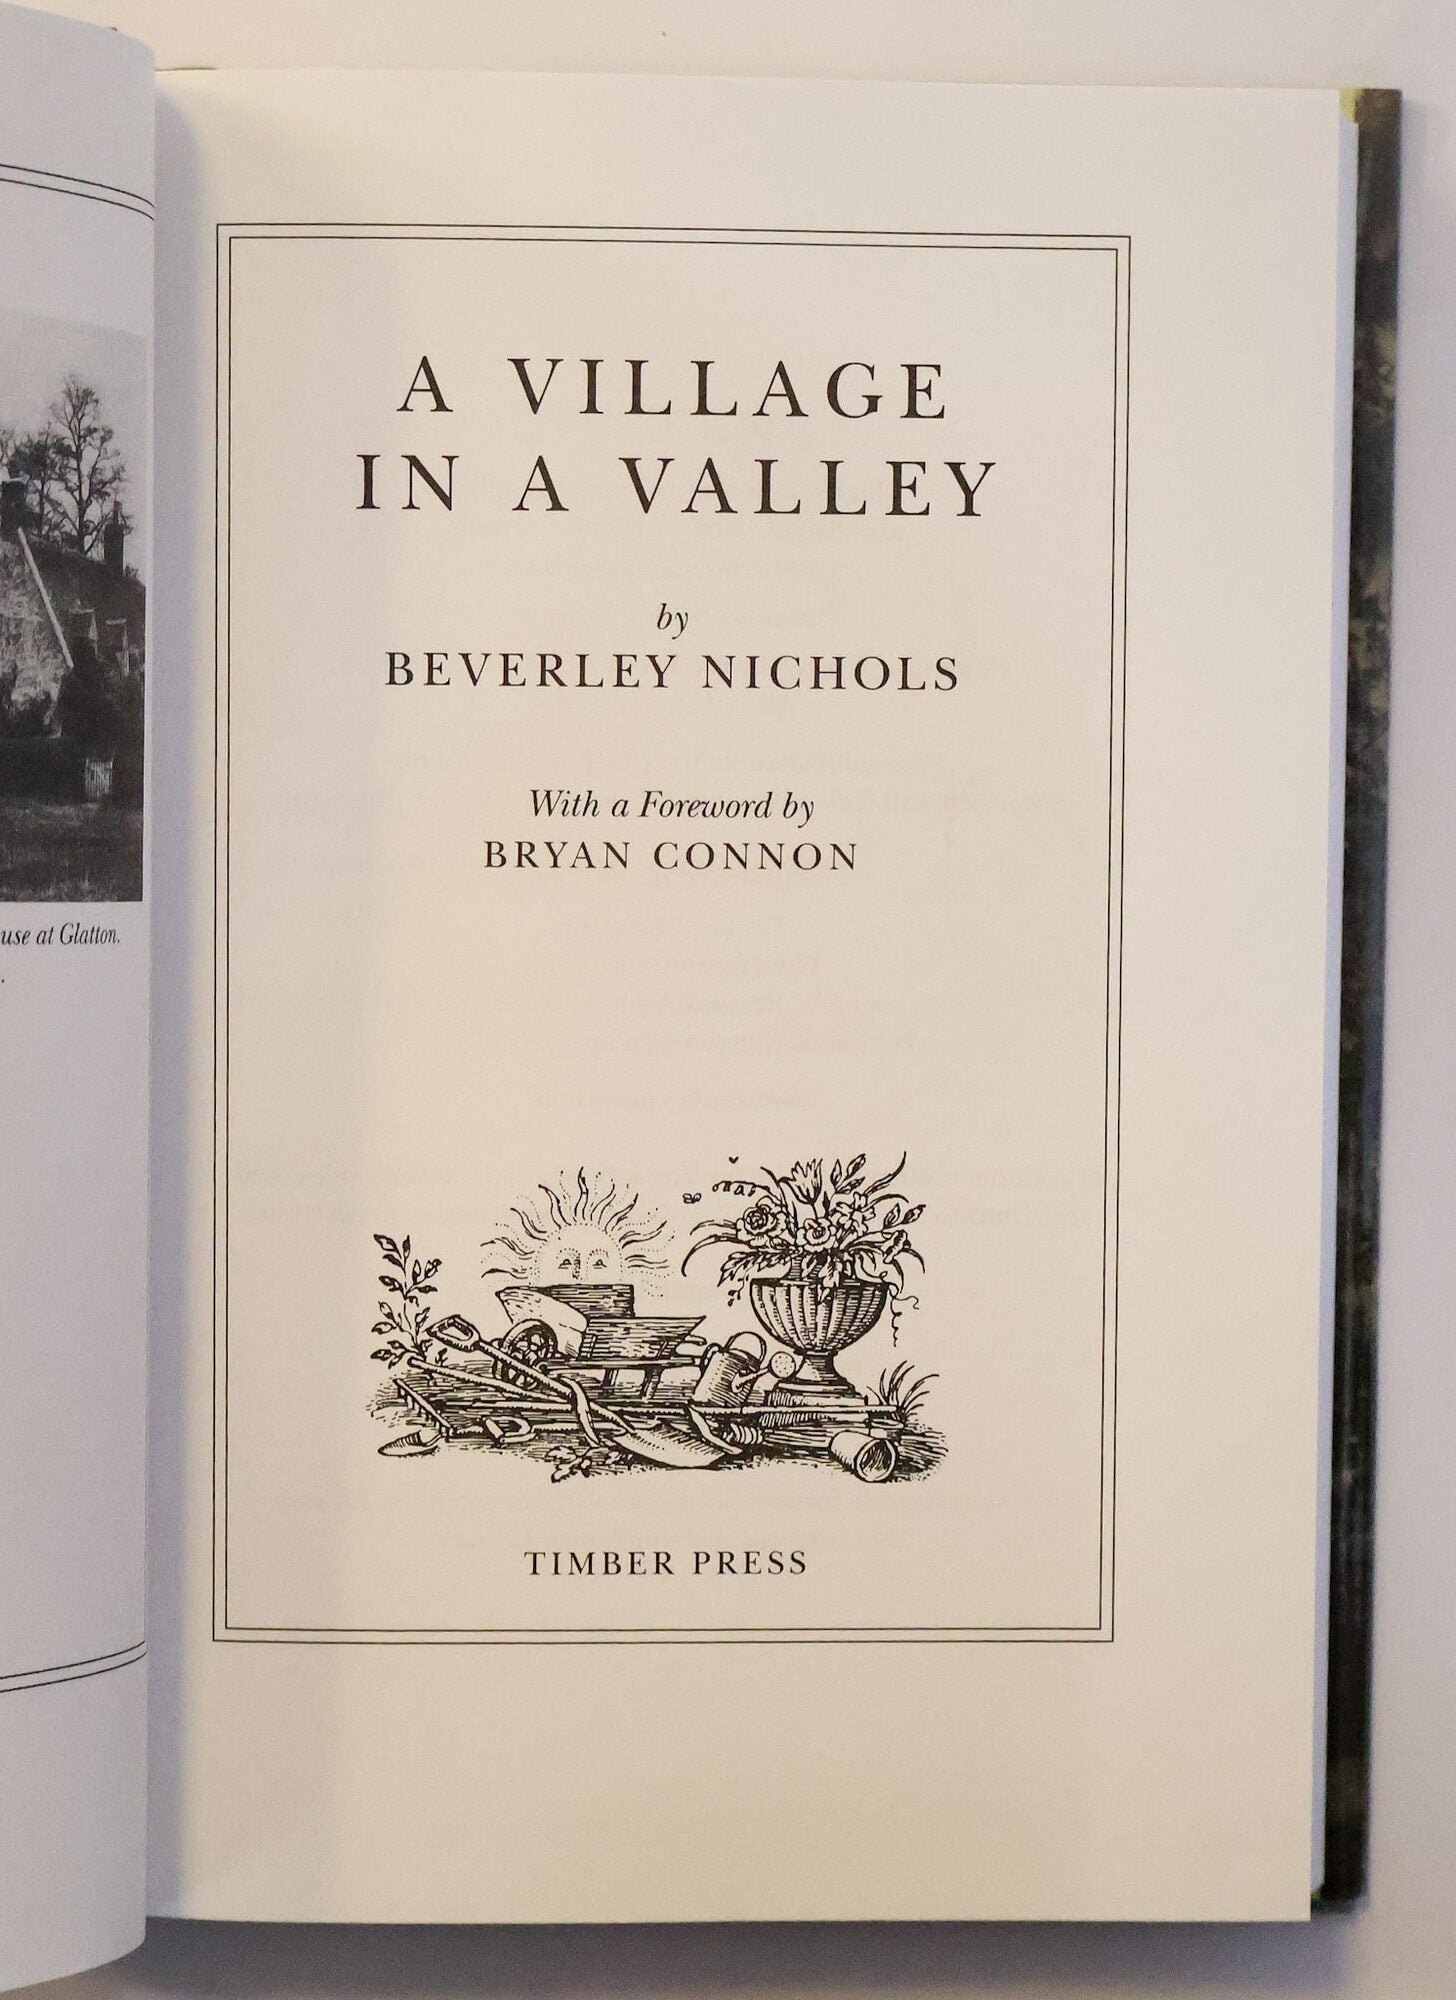 use at Glatton.
A VILLAGE
IN A VALLEY
by
BEVERLEY NICHOLS
With a Foreword by
BRYAN CONNON
TIMBER PRESS